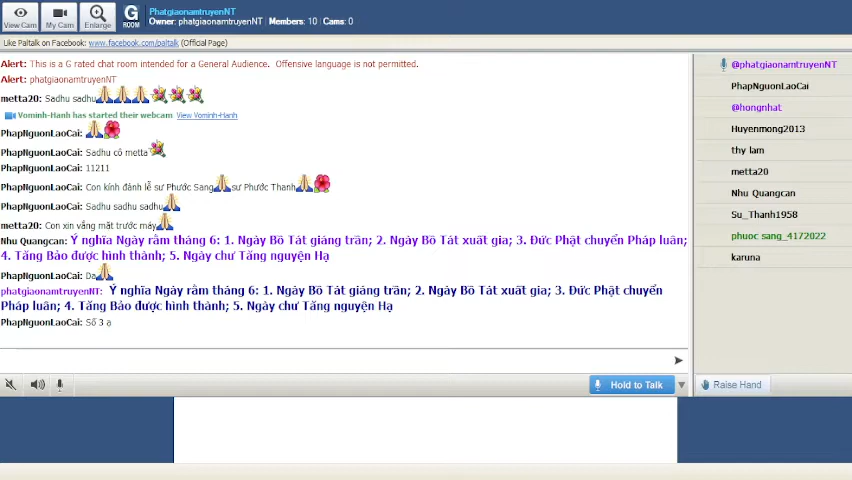 PhatgiaonamtruyenNT
Owner: phatgiaonamtruyenNT | Members: 10 | Cams: 0
View Cam
My Cam
Enlarge
G
ROOM
Like Paltalk on Facebook: www.facebook.com/paltalk (Official Page)
Alert: This is a G rated chat room intended for a General Audience. Offensive language is not permitted.
Alert: phatgiaonamtruyenNT
metta20: Sadhu sadhu
Vominh-Hanh has started their webcam View Vominh-Hanh
PhapNguonLaoCai:
PhapNguonLaoCai: Sadhu cô metta
PhapNguonLaoCai: 11211
PhapNguonLaoCai: Con kính đảnh lễ sư Phước Sang sư Phước Thanh
PhapNguonLaoCai: Sadhu sadhu sadhu
metta20: Con xin vắng mặt trước máy
Nhu Quangcan: Ý nghĩa Ngày rằm tháng 6: 1. Ngày Bồ Tát giáng trần; 2. Ngày Bồ Tát xuất gia; 3. Đức Phật chuyển Pháp luân;
4. Tăng Bảo được hình thành; 5. Ngày chư Tăng nguyện Hạ
PhapNguonLaoCai: Dạ
phatgiaonamtruyenNT: Ý nghĩa Ngày rằm tháng 6: 1. Ngày Bồ Tát giáng trần; 2. Ngày Bồ Tát xuất gia; 3. Đức Phật chuyển
Pháp luân; 4. Tăng Bảo được hình thành; 5. Ngày chư Tăng nguyện Hạ
PhapNguonLaoCai: Số 3 ạ
Hold to Talk
@phatgiaonamtruyenNT
PhapNguonLaoCai
@hongnhat
Huyenmong2013
thy lam
metta20
Nhu Quangcan
Su_Thanh1958
phuoc sang_4172022
karuna
Raise Hand